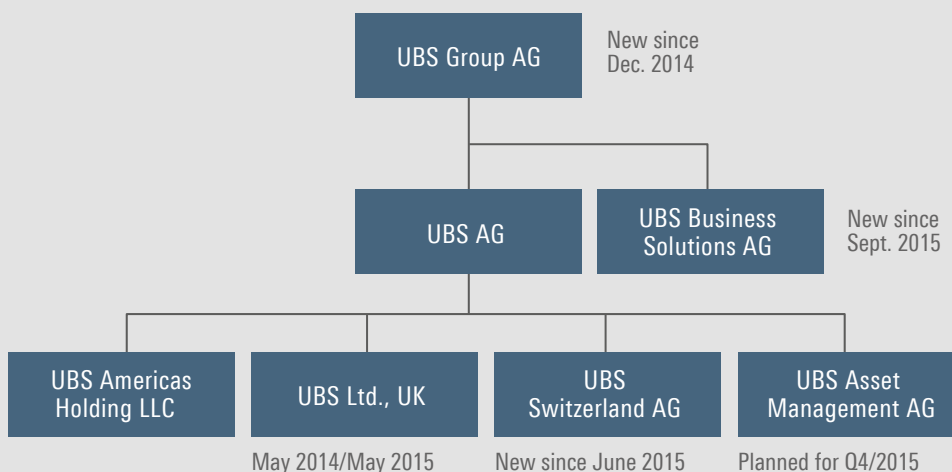 UBS Group AG
New since
Dec. 2014
UBS AG
UBS Business
Solutions AG
New since
Sept. 2015
UBS Americas
Holding LLC
UBS Ltd., UK
UBS
Switzerland AG
UBS Asset
Management AG
May 2014/May 2015
New since June 2015
Planned for Q4/2015